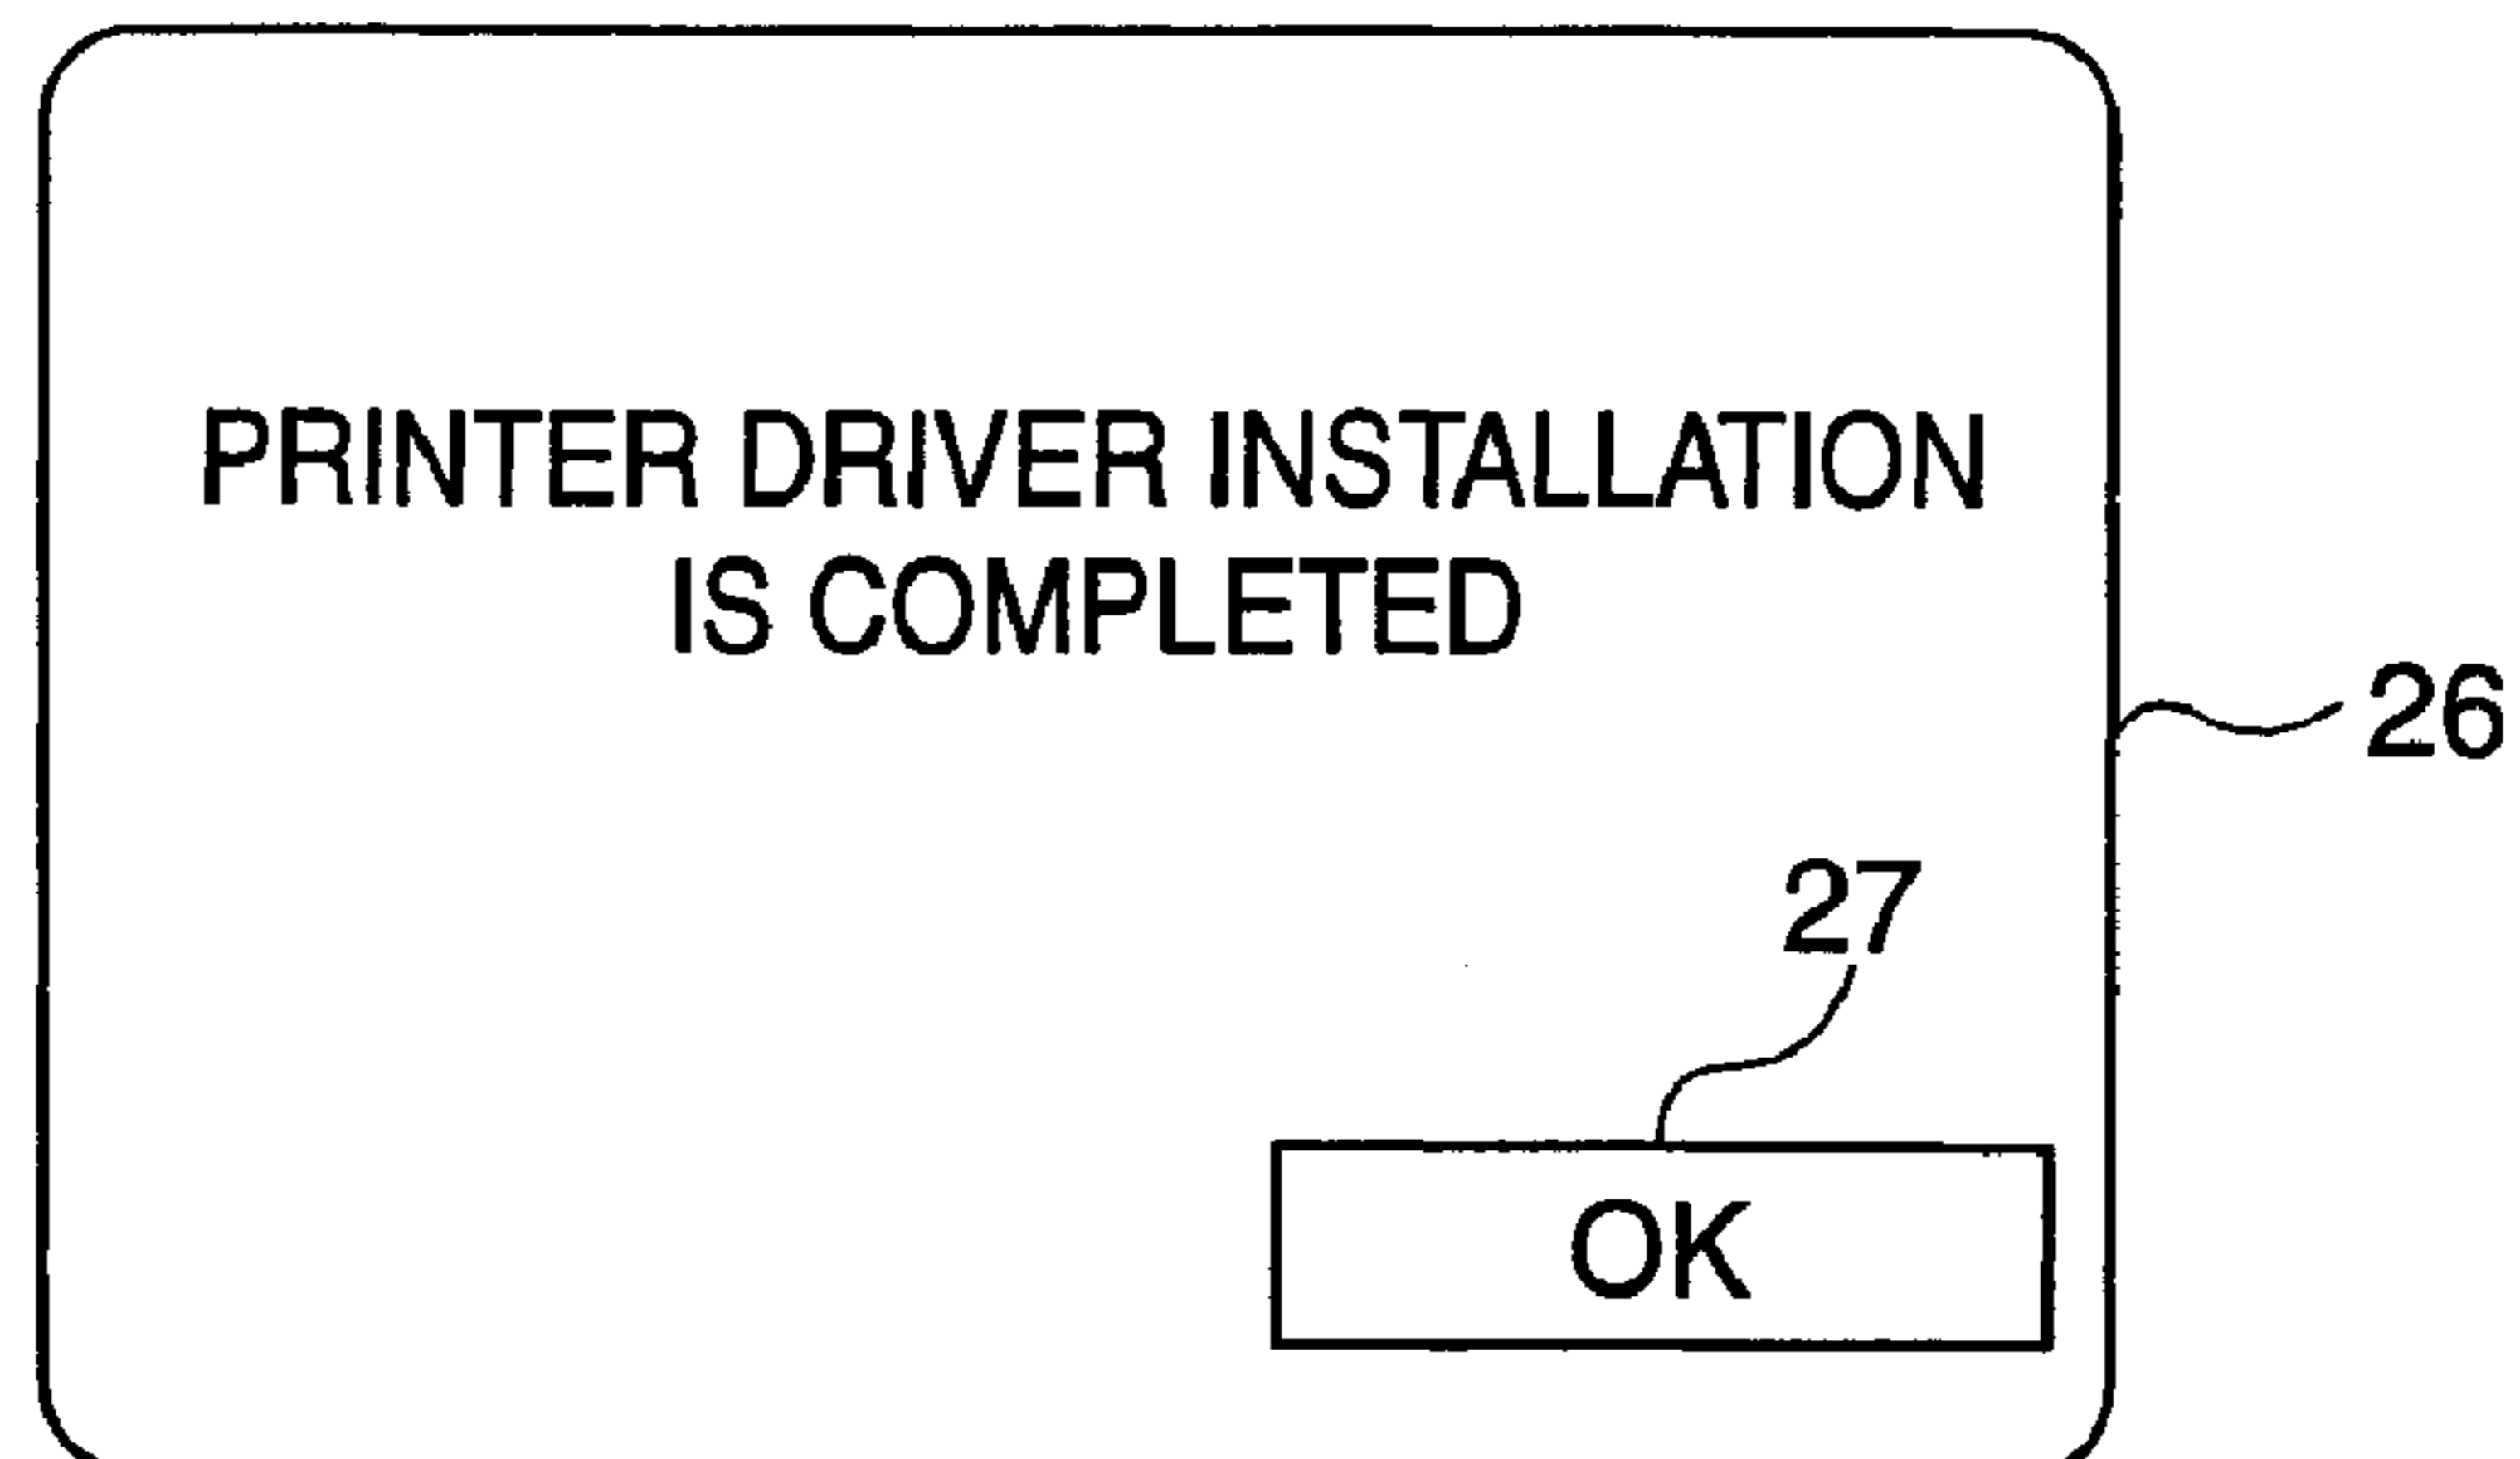 PRINTER DRIVER INSTALLATION
IS COMPLETED
26
27
OK